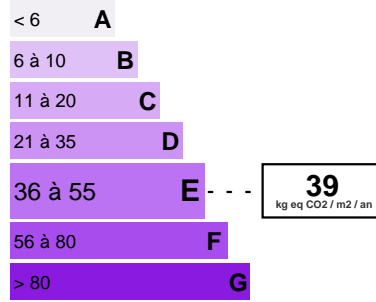 < 6 A
6 à 10 B
11 à 20 C
21 à 35 D
36 à 55 E - - - 39
kg eq CO2 / m2 / an
56 à 80 F
> 80 G